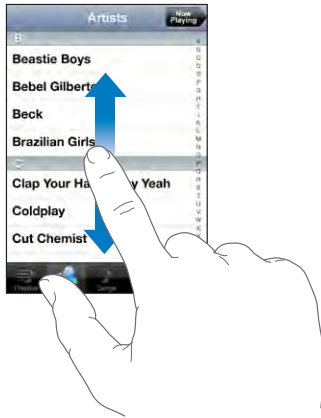 Artists
Now
Playing
B
Beastie Boys
Bebel Gilberto
Beck
Brazilian Girls
C
Clap Your Ha y Yeah
Coldplay
Cut Chemist